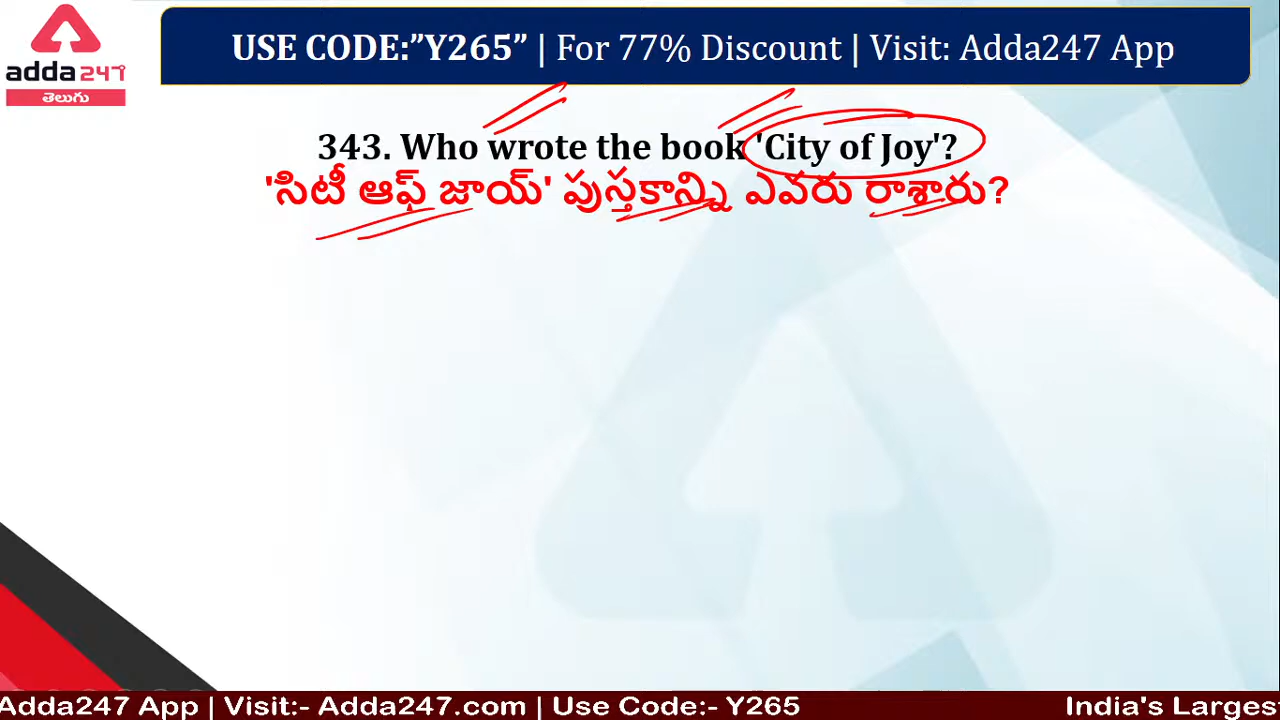 USE CODE:”Y265” | For 77% Discount | Visit: Adda247 App
adda247
తెలుగు
343. Who wrote the book 'City of Joy'?
'సిటీ ఆఫ్ జాయ్' పుస్తకాన్ని ఎవరు రాశారు?
Adda247 App | Visit:- Adda247.com | Use Code:- Y265 India's Larges